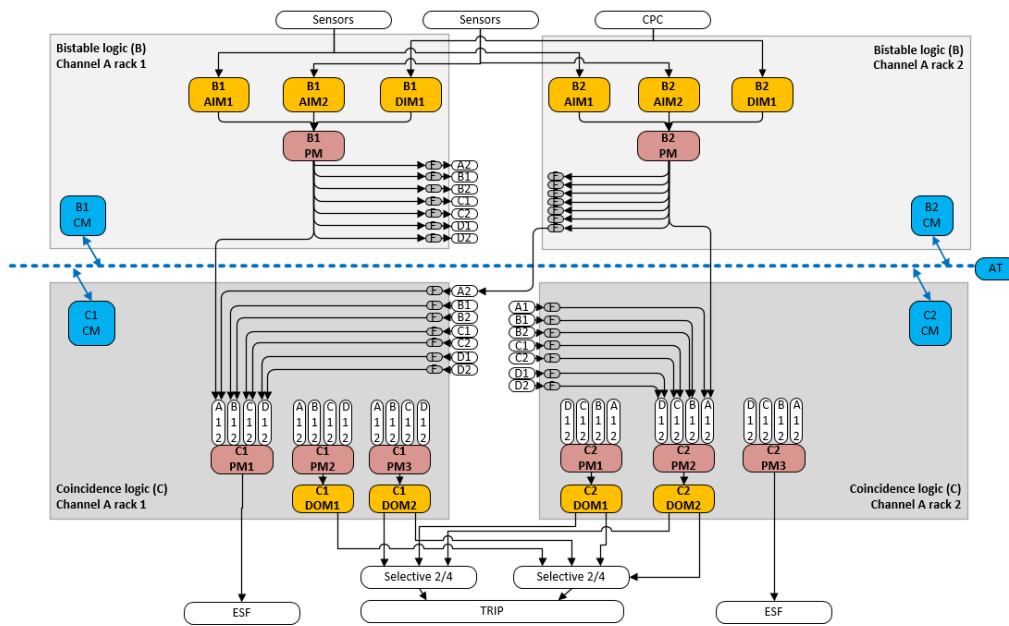 Sensors
Sensors
CPC
Bistable logic (B)
Channel A rack 1
Bistable logic (B)
Channel A rack 2
B1
AIM1
B1
AIM2
B1
DIM1
B2
AIM1
B2
AIM2
B2
DIM1
B1
PM
B2
PM
F A2
F B1
F B2
F C1
F C2
F D1
F D2
F
F
F
F
F
F
F
B1
CM
B2
CM
AT
C1
CM
C2
CM
F A2
F B1
F B2
F C1
F C2
F D1
F D2
A1 F
B1 F
B2 F
C1 F
C2 F
D1 F
D2 F
A B C D
1 1 1 1
2 2 2 2
A B C D
1 1 1 1
2 2 2 2
A B C D
1 1 1 1
2 2 2 2
D C B A
1 1 1 1
2 2 2 2
D C B A
1 1 1 1
2 2 2 2
D C B A
1 1 1 1
2 2 2 2
C1
PM1
C1
PM2
C1
PM3
C2
PM1
C2
PM2
C2
PM3
Coincidence logic (C)
Channel A rack 1
C1
DOM1
C1
DOM2
C2
DOM1
C2
DOM2
Coincidence logic (C)
Channel A rack 2
Selective 2/4
Selective 2/4
ESF
TRIP
ESF